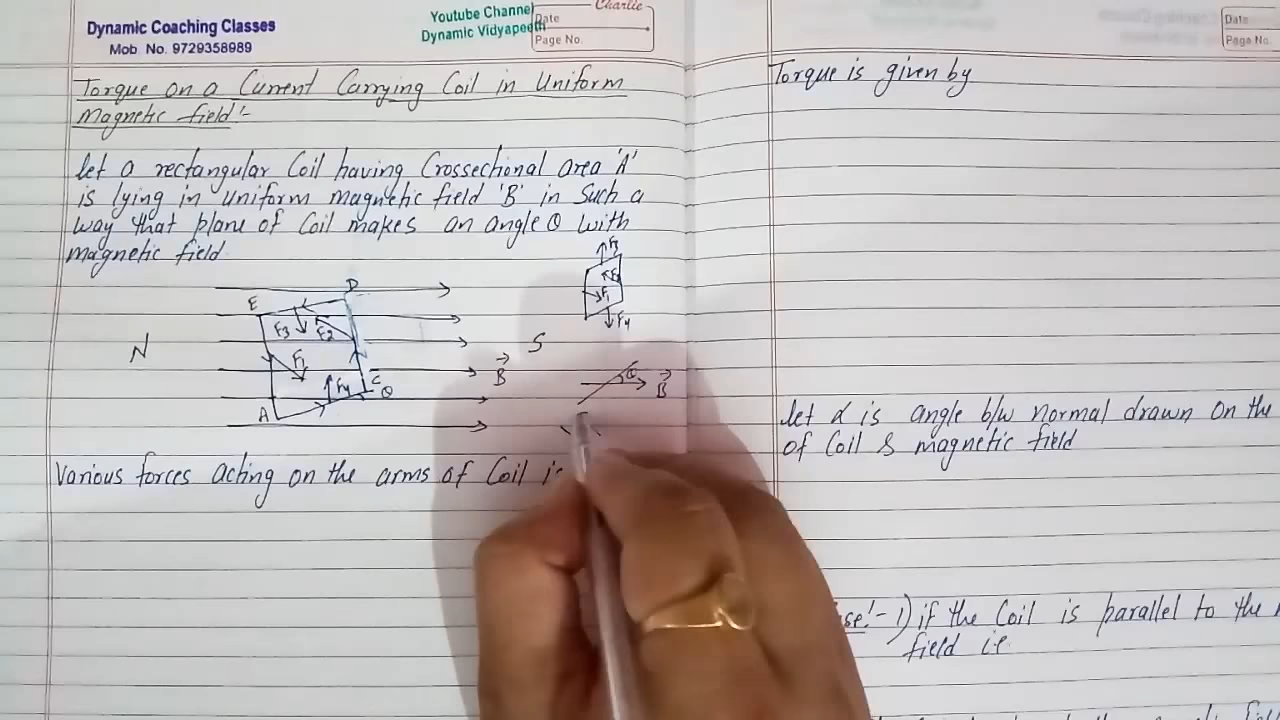 Dynamic Coaching Classes
Mob No. 9729358989
Youtube Channel
Dynamic Vidyapeeth
Charlie
Date
Page No.
Torque on a Current Carrying Coil in Uniform
Magnetic field:-
let a rectangular Coil having Crossectional area 'A'
is lying in uniform magnetic field 'B' in Such a
way that plane of Coil makes an angle θ with
magnetic field
E D
F3 F2
N F1 S
F4 C θ B
A
F3
F2
F1
F4
θ B
Various forces acting on the arms of Coil is
Date
Page No.
Torque is given by
let α is angle b/w normal drawn on the
of Coil & magnetic field
1) if the Coil is parallel to the
field ie